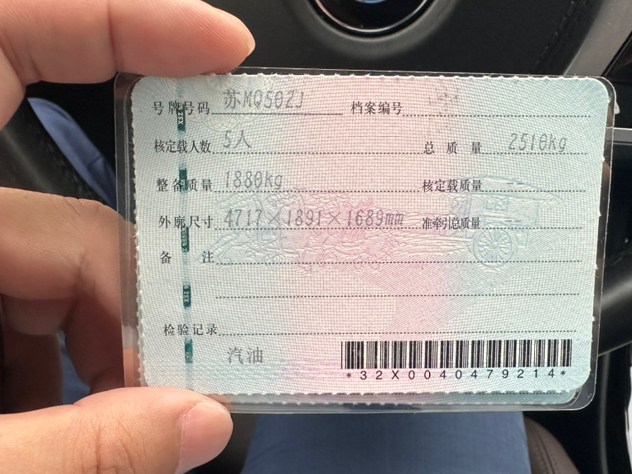 号牌号码 苏MQ502J 档案编号
核定载人数 5人 总质量 2510kg
整备质量 1880kg 核定载质量
外廓尺寸 4717×1891×1689mm 准牵引总质量
备注
检验记录
汽油
*32X0040479214*